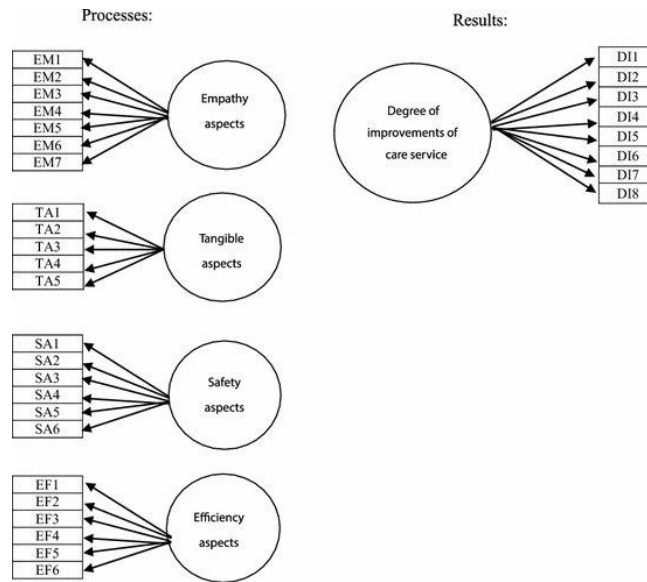 Processes:
EM1
EM2
EM3
EM4
EM5
EM6
EM7
Empathy
aspects
TA1
TA2
TA3
TA4
TA5
Tangible
aspects
SA1
SA2
SA3
SA4
SA5
SA6
Safety
aspects
EF1
EF2
EF3
EF4
EF5
EF6
Efficiency
aspects
Results:
Degree of
improvements of
care service
DI1
DI2
DI3
DI4
DI5
DI6
DI7
DI8